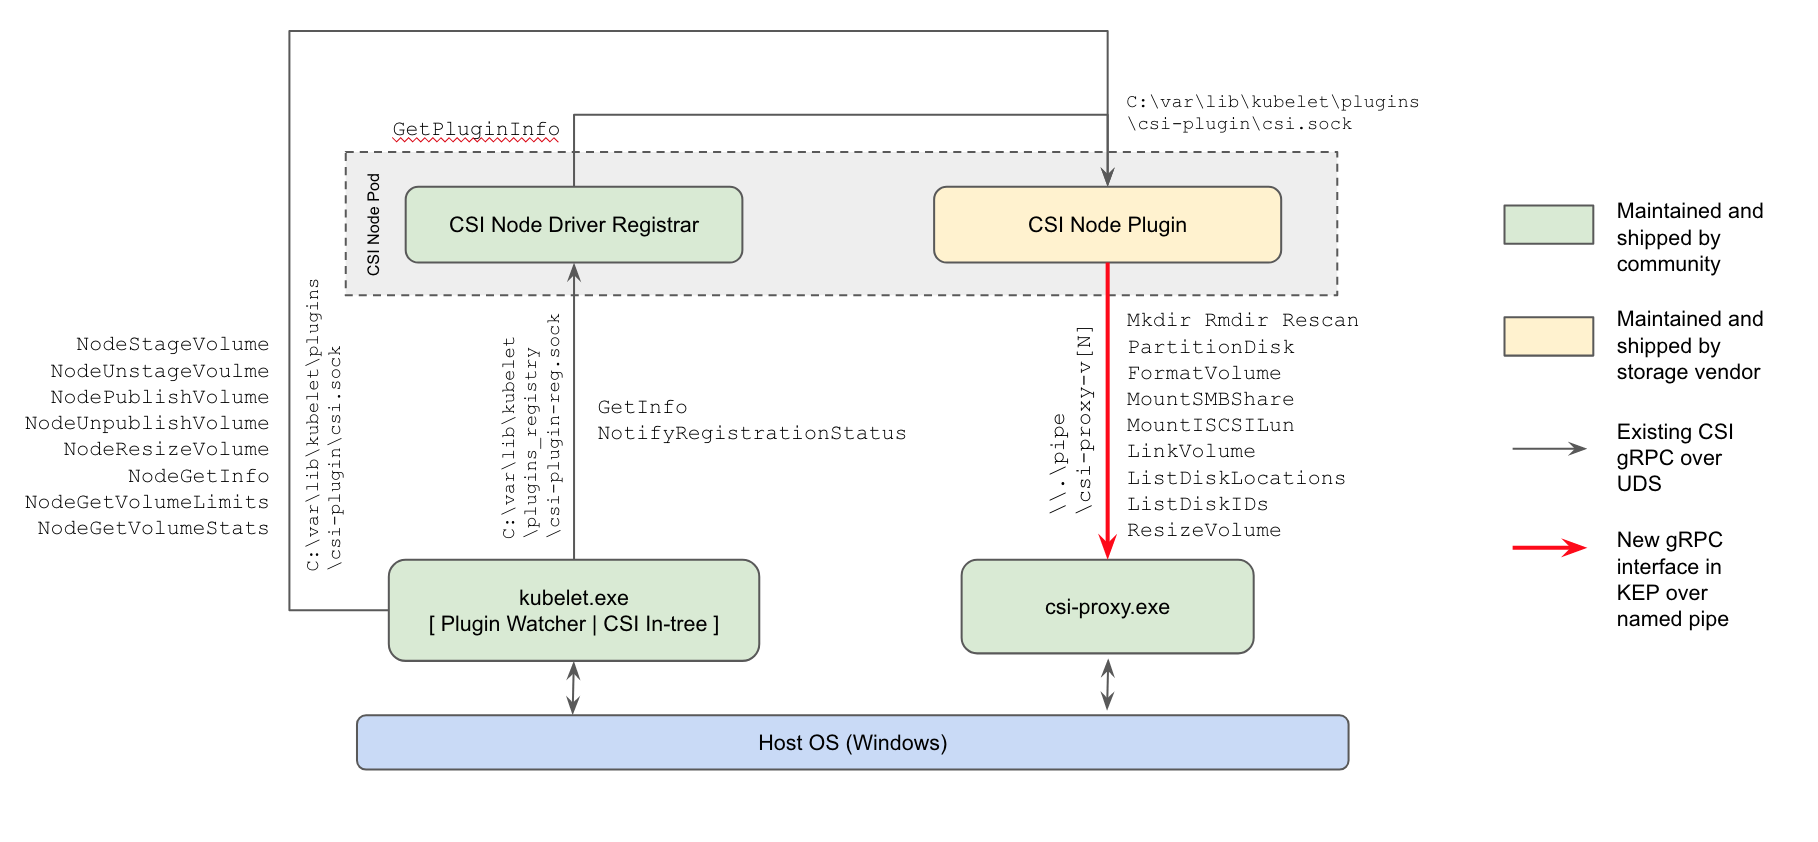 C:\var\lib\kubelet\plugins
\csi-plugin\csi.sock
GetPluginInfo
CSI Node Pod
CSI Node Driver Registrar
CSI Node Plugin
NodeStageVolume
NodeUnstageVoulme
NodePublishVolume
NodeUnpublishVolume
NodeResizeVolume
NodeGetInfo
NodeGetVolumeLimits
NodeGetVolumeStats
C:\var\lib\kubelet\plugins
\csi-plugin\csi.sock
C:\var\lib\kubelet
\plugins_registry
\csi-plugin-reg.sock
GetInfo
NotifyRegistrationStatus
\\.\pipe
\csi-proxy-v[N]
Mkdir Rmdir Rescan
PartitionDisk
FormatVolume
MountSMBShare
MountISCSILun
LinkVolume
ListDiskLocations
ListDiskIDs
ResizeVolume
kubelet.exe
[ Plugin Watcher | CSI In-tree ]
csi-proxy.exe
Host OS (Windows)
Maintained and
shipped by
community
Maintained and
shipped by
storage vendor
Existing CSI
gRPC over
UDS
New gRPC
interface in
KEP over
named pipe